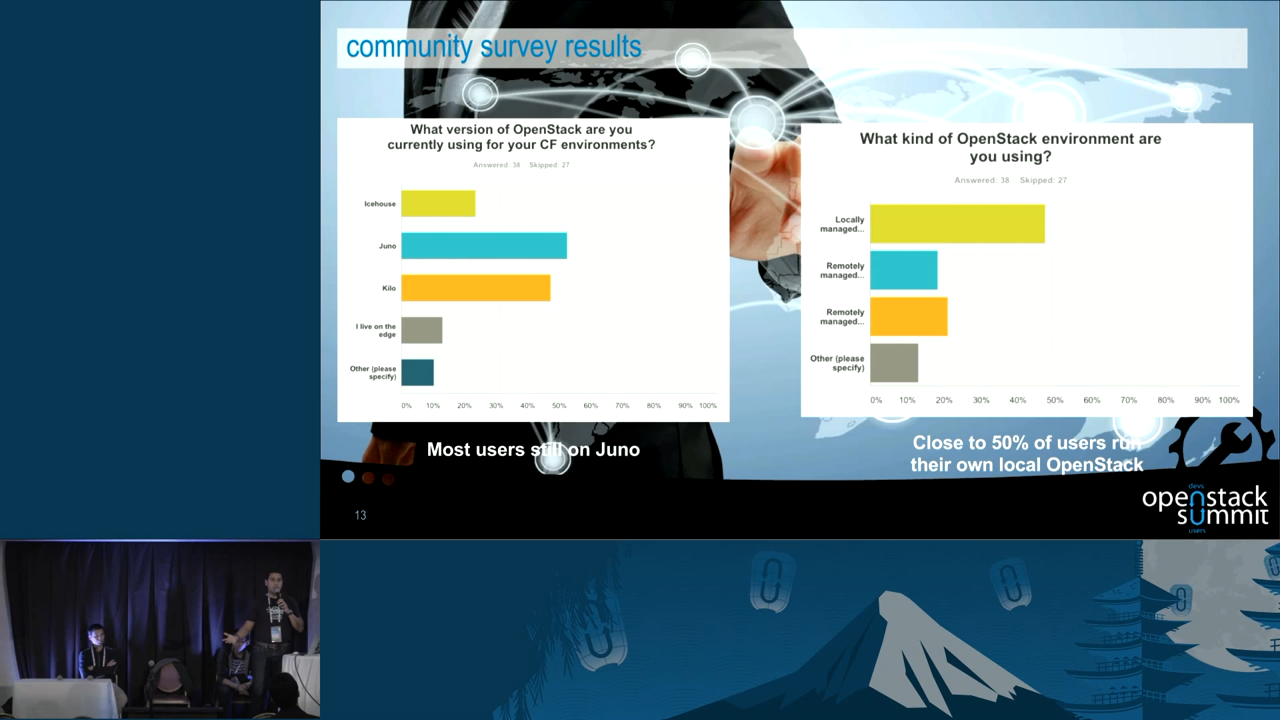 community survey results
What version of OpenStack are you
currently using for your CF environments?
Answered: 38 Skipped: 27
Icehouse
Juno
Kilo
I live on the
edge
Other (please
specify)
0% 10% 20% 30% 40% 50% 60% 70% 80% 90% 100%
Most users still on Juno
What kind of OpenStack environment are
you using?
Answered: 38 Skipped: 27
Locally
managed...
Remotely
managed...
Remotely
managed...
Other (please
specify)
0% 10% 20% 30% 40% 50% 60% 70% 80% 90% 100%
Close to 50% of users run
their own local OpenStack
13
devs
openstack
summit
users